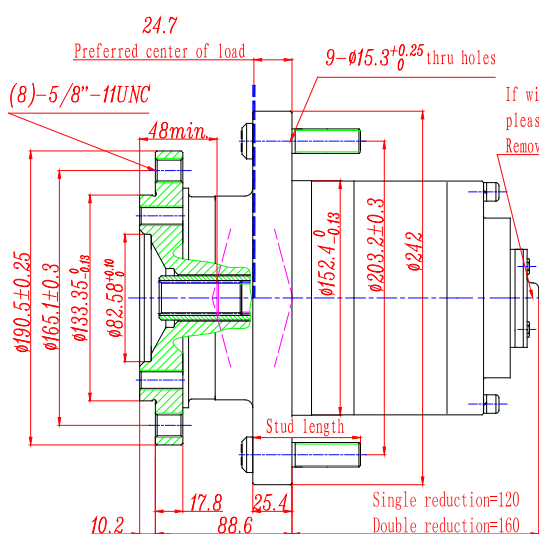 24.7
Preferred center of load
9-ø15.3 +0.25 0 thru holes
(8)-5/8"-11UNC
If wi
pleas
Remov
48min.
ø190.5±0.25
ø165.1±0.3
ø133.35 0 -0.13
ø82.58 +0.10 0
ø152.4 0 -0.13
ø203.2±0.3
ø242
Stud length
17.8
25.4
Single reduction=120
10.2
88.6
Double reduction=160